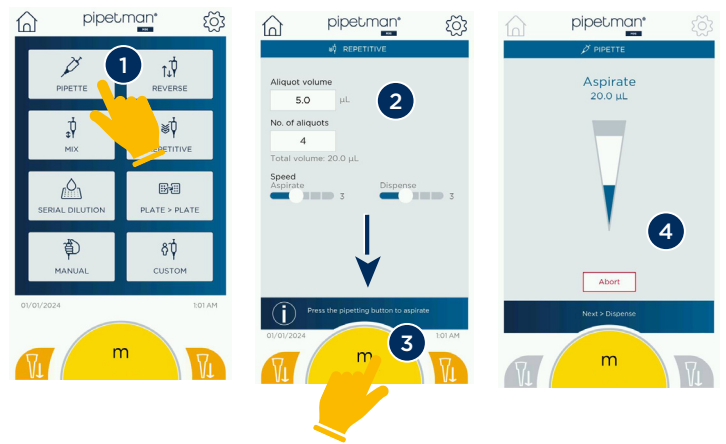 pipetman®
1
PIPETTE
REVERSE
MIX
REPETITIVE
SERIAL DILUTION
PLATE > PLATE
MANUAL
CUSTOM
01/01/2024
1:01 AM
m
pipetman®
REPETITIVE
Aliquot volume
5.0 µL
2
No. of aliquots
4
Total volume: 20.0 µL
Speed
Aspirate
Dispense
3
3
i Press the pipetting button to aspirate
01/01/2024
1:01 AM
m
3
pipetman®
PIPETTE
Aspirate
20.0 µL
4
Abort
Next > Dispense
m